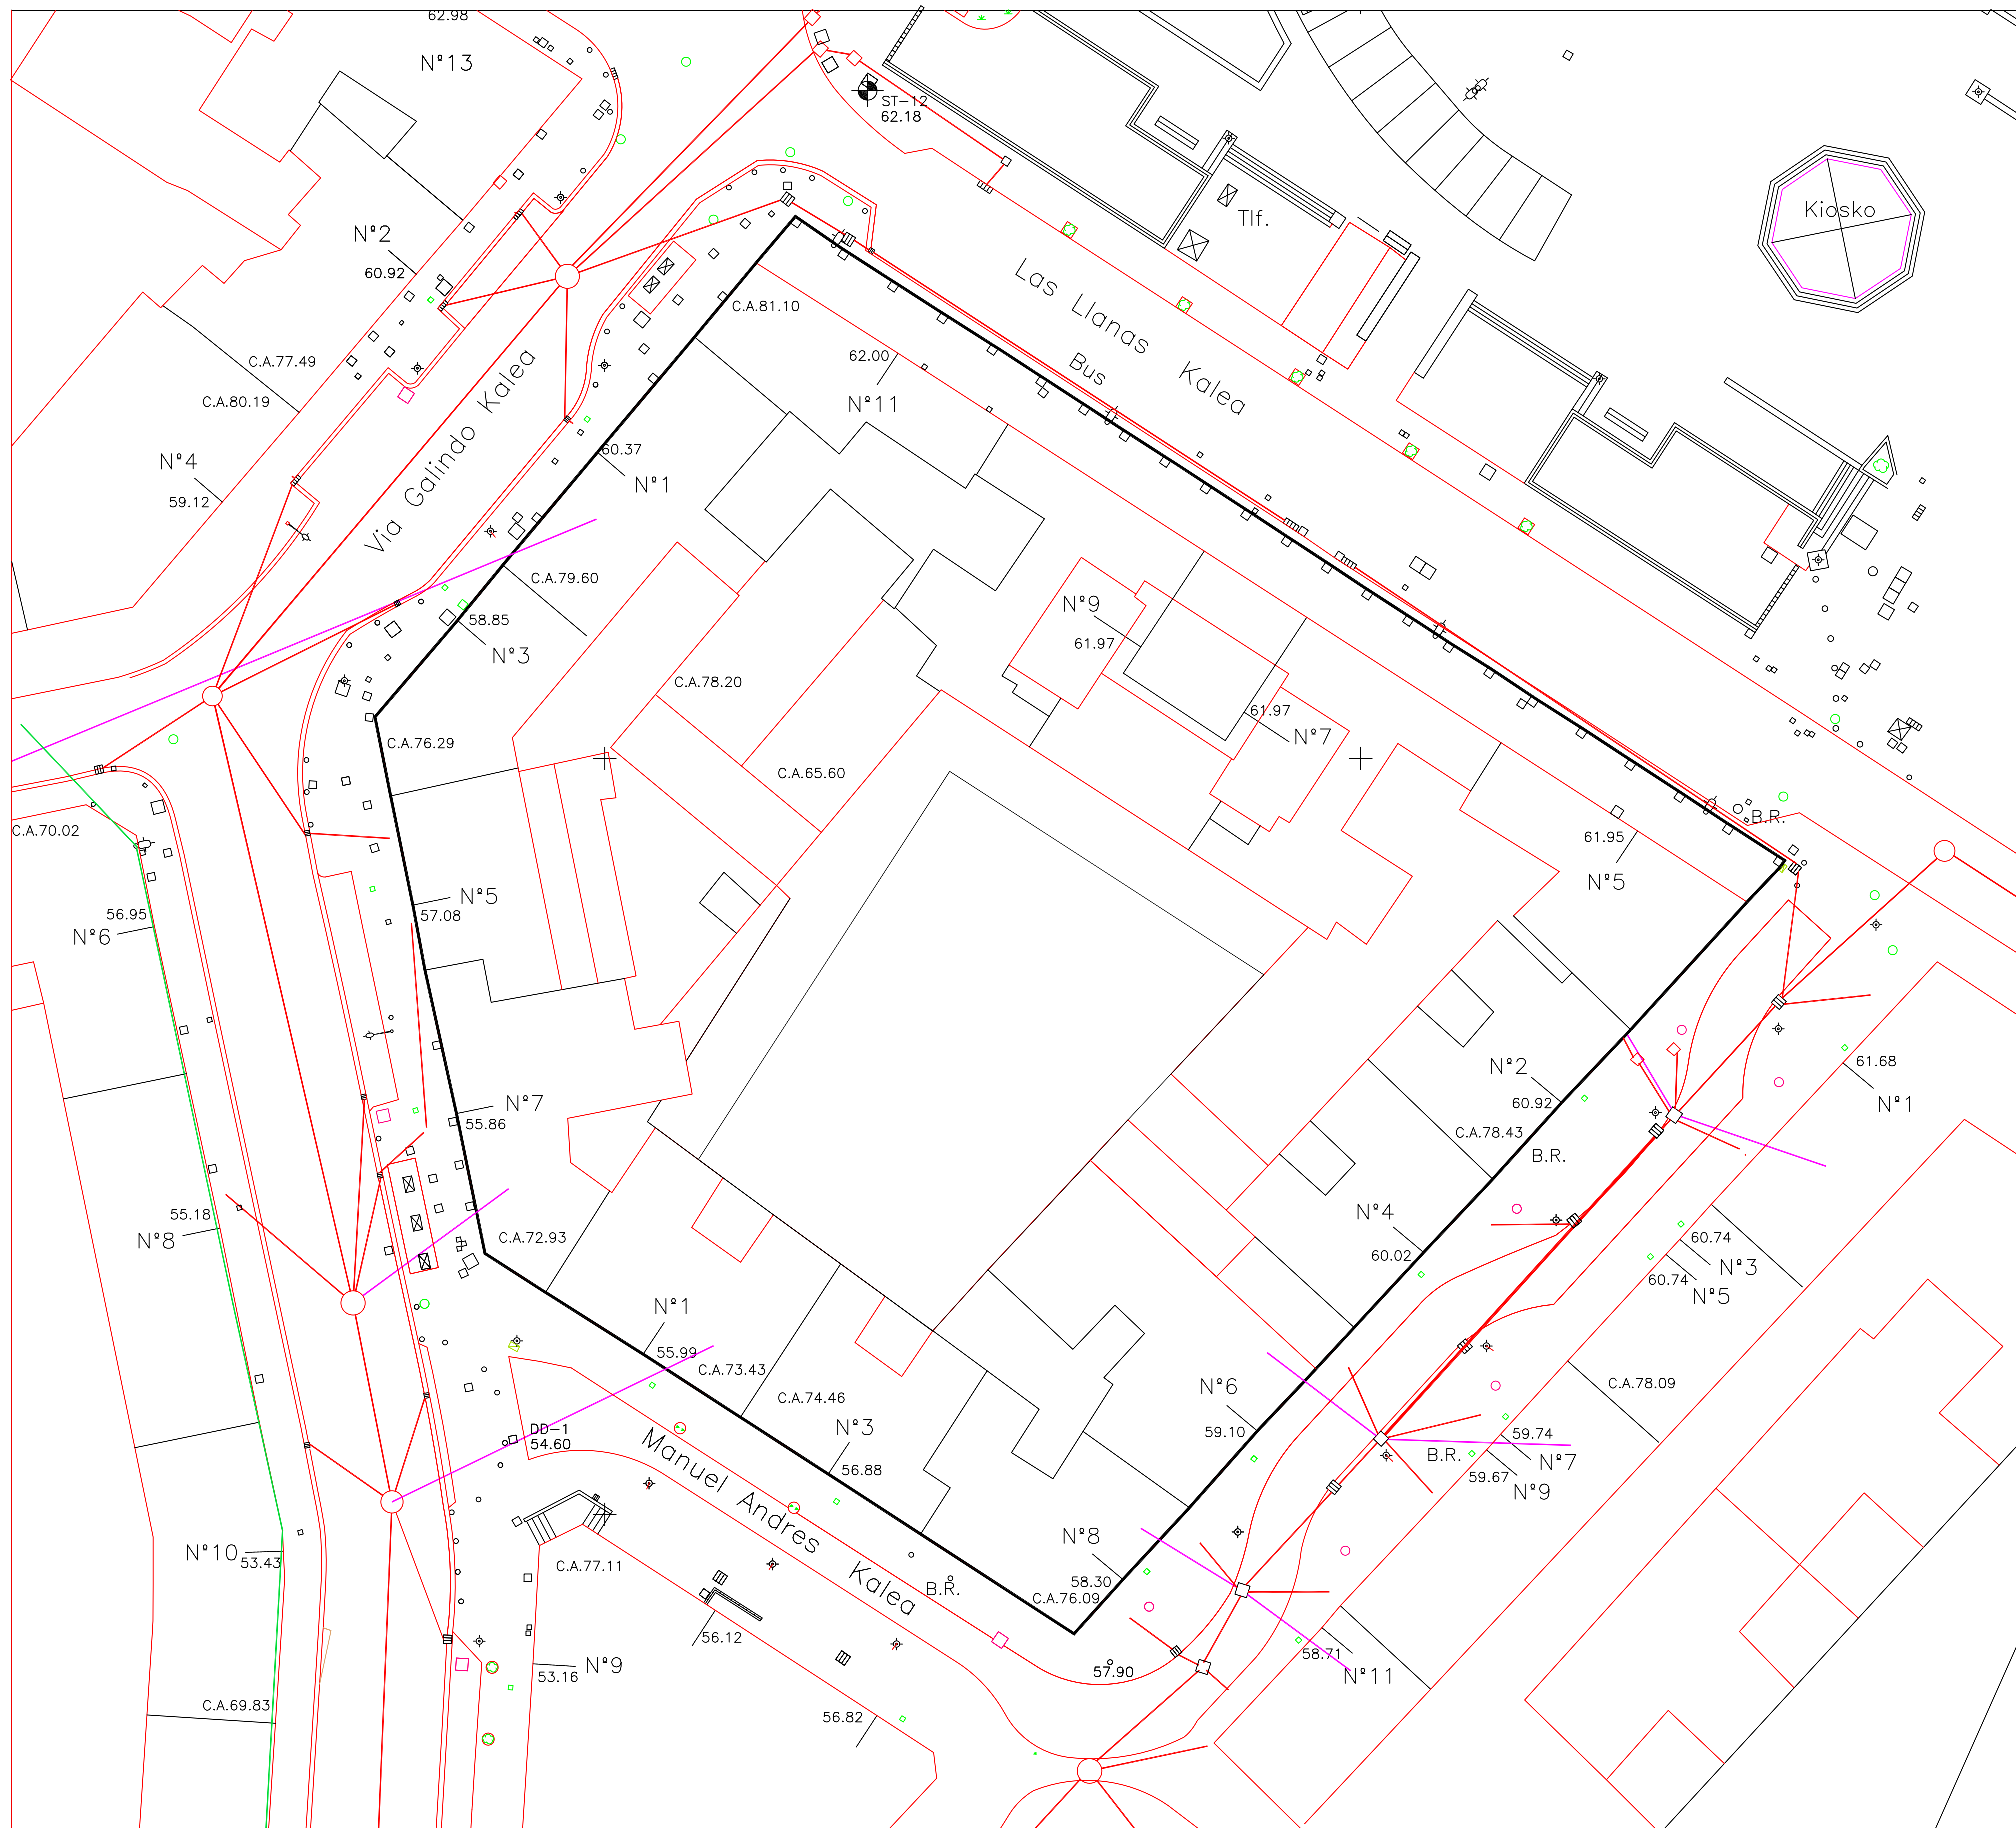 62.98
Nº13
ST-12
62.18
Tlf.
Kiosko
Nº2
60.92
C.A.81.10
Las Llanas Kalea
Bus
62.00
Nº11
C.A.77.49
C.A.80.19
Via Galindo Kalea
60.37
Nº1
Nº4
59.12
C.A.79.60
58.85
Nº3
Nº9
61.97
C.A.78.20
61.97
Nº7
C.A.76.29
C.A.65.60
C.A.70.02
B.R.
61.95
Nº5
Nº5
57.08
56.95
Nº6
Nº2
60.92
61.68
Nº1
Nº7
55.86
C.A.78.43
B.R.
55.18
Nº8
C.A.72.93
Nº4
60.02
60.74
Nº3
60.74
Nº5
Nº1
55.99
C.A.73.43
C.A.74.46
C.A.78.09
Nº6
59.10
DD-1
54.60
Manuel Andres Kalea
Nº3
56.88
59.74
Nº7
B.R.
59.67
Nº9
Nº10
53.43
C.A.77.11
B.R.
Nº8
58.30
C.A.76.09
56.12
53.16
Nº9
57.90
58.71
Nº11
C.A.69.83
56.82